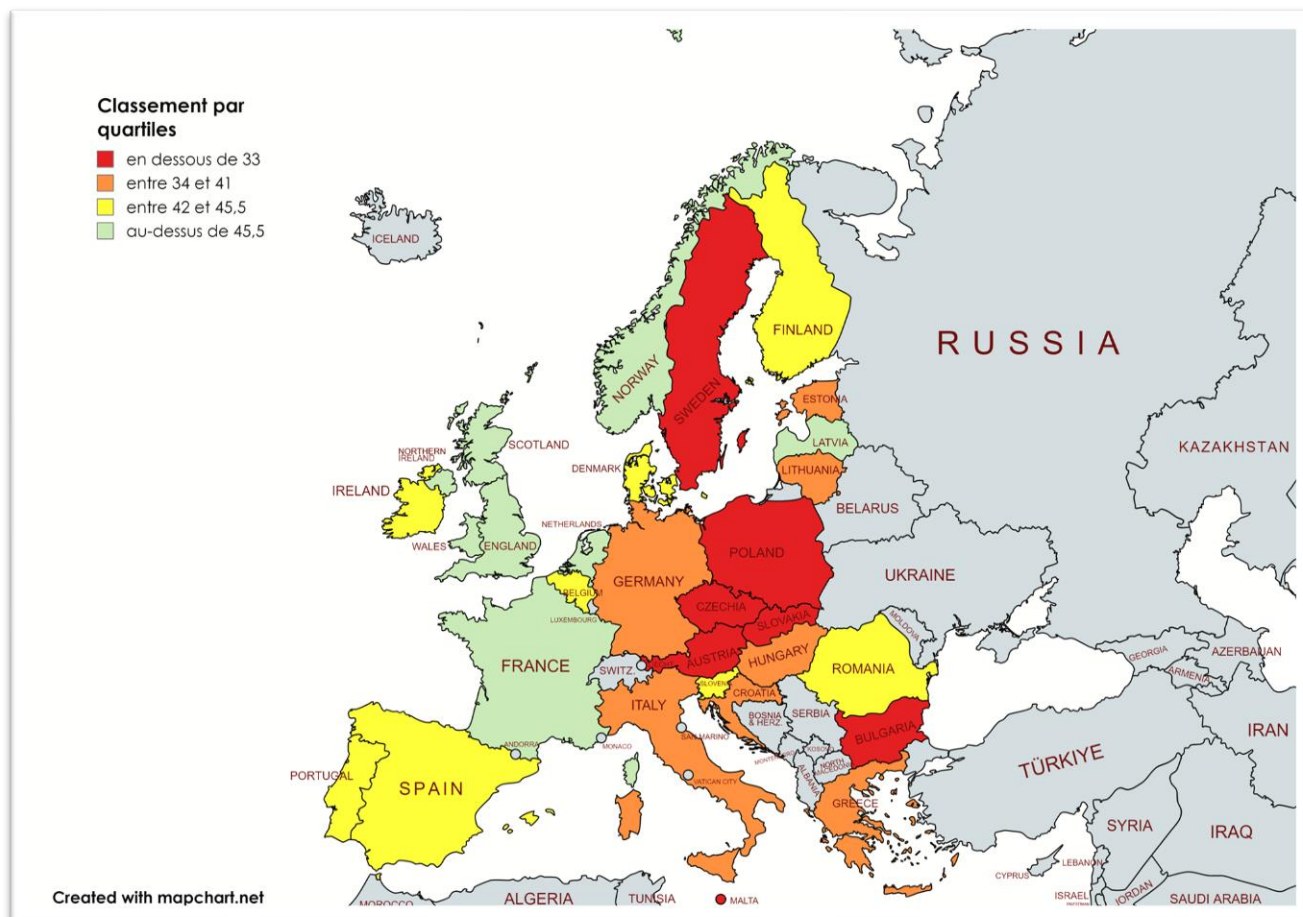 Classement par
quartiles
en dessous de 33
entre 34 et 41
entre 42 et 45,5
au-dessus de 45,5
ICELAND
FINLAND
RUSSIA
NORWAY
SWEDEN
ESTONIA
SCOTLAND
LATVIA
KAZAKHSTAN
NORTHERN
IRELAND
DENMARK
LITHUANIA
IRELAND
BELARUS
NETHERLANDS
WALES
ENGLAND
POLAND
GERMANY
UKRAINE
BELGIUM
CZECHIA
LUXEMBOURG
SLOVAKIA
MOLDOVA
AUSTRIA
HUNGARY
FRANCE
SWITZ.
ROMANIA
GEORGIA
AZERBAIJAN
ARMENIA
CROATIA
ITALY
BOSNIA
& HERZ.
SERBIA
SAN MARINO
BULGARIA
IRAN
ANDORRA
MONACO
MONTENEGRO
KOSOVO
NORTH
MACEDONIA
TÜRKIYE
PORTUGAL
SPAIN
VATICAN CITY
ALBANIA
GREECE
SYRIA
IRAQ
LEBANON
CYPRUS
ISRAEL
JORDAN
Created with mapchart.net
MOROCCO
ALGERIA
TUNISIA
MALTA
SAUDI ARABIA